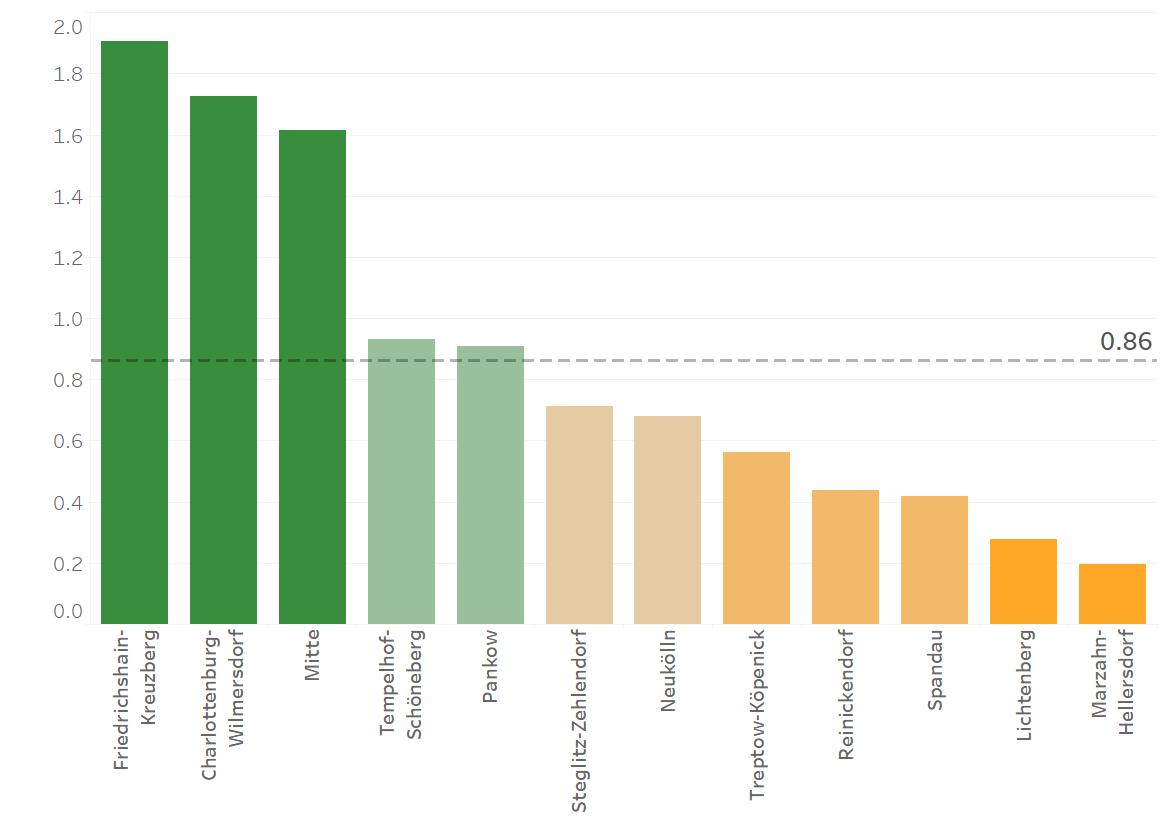 2.0
1.8
1.6
1.4
1.2
1.0
0.8
0.6
0.4
0.2
0.0
0.86
Friedrichshain-
Kreuzberg
Charlottenburg-
Wilmersdorf
Mitte
Tempelhof-
Schöneberg
Pankow
Steglitz-Zehlendorf
Neukölln
Treptow-Köpenick
Reinickendorf
Spandau
Lichtenberg
Marzahn-
Hellersdorf